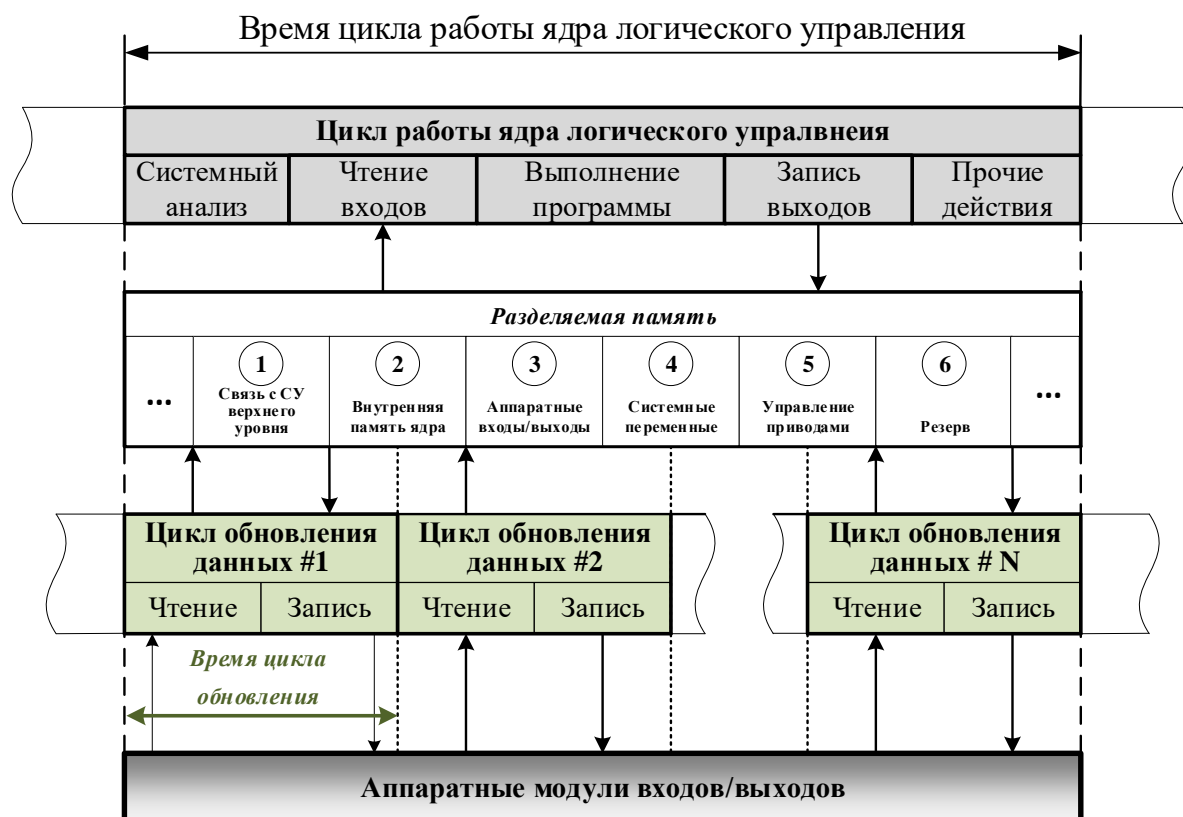 Время цикла работы ядра логического управления
Цикл работы ядра логического упралвнеия
Системный
анализ
Чтение
входов
Выполнение
программы
Запись
выходов
Прочие
действия
Разделяемая память
...
1
Связь с СУ
верхнего
уровня
2
Внутренняя
память ядра
3
Аппаратные
входы/выходы
4
Системные
переменные
5
Управление
приводами
6
Резерв
...
Цикл обновления
данных #1
Чтение
Запись
Цикл обновления
данных #2
Чтение
Запись
Цикл обновления
данных # N
Чтение
Запись
Время цикла
обновления
Аппаратные модули входов/выходов